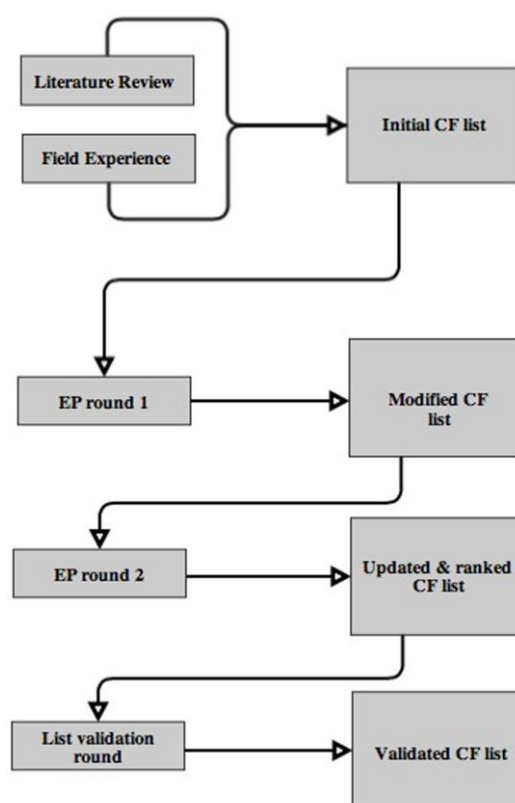 Literature Review
Initial CF list
Field Experience
EP round 1
Modified CF
list
EP round 2
Updated & ranked
CF list
List validation
round
Validated CF list